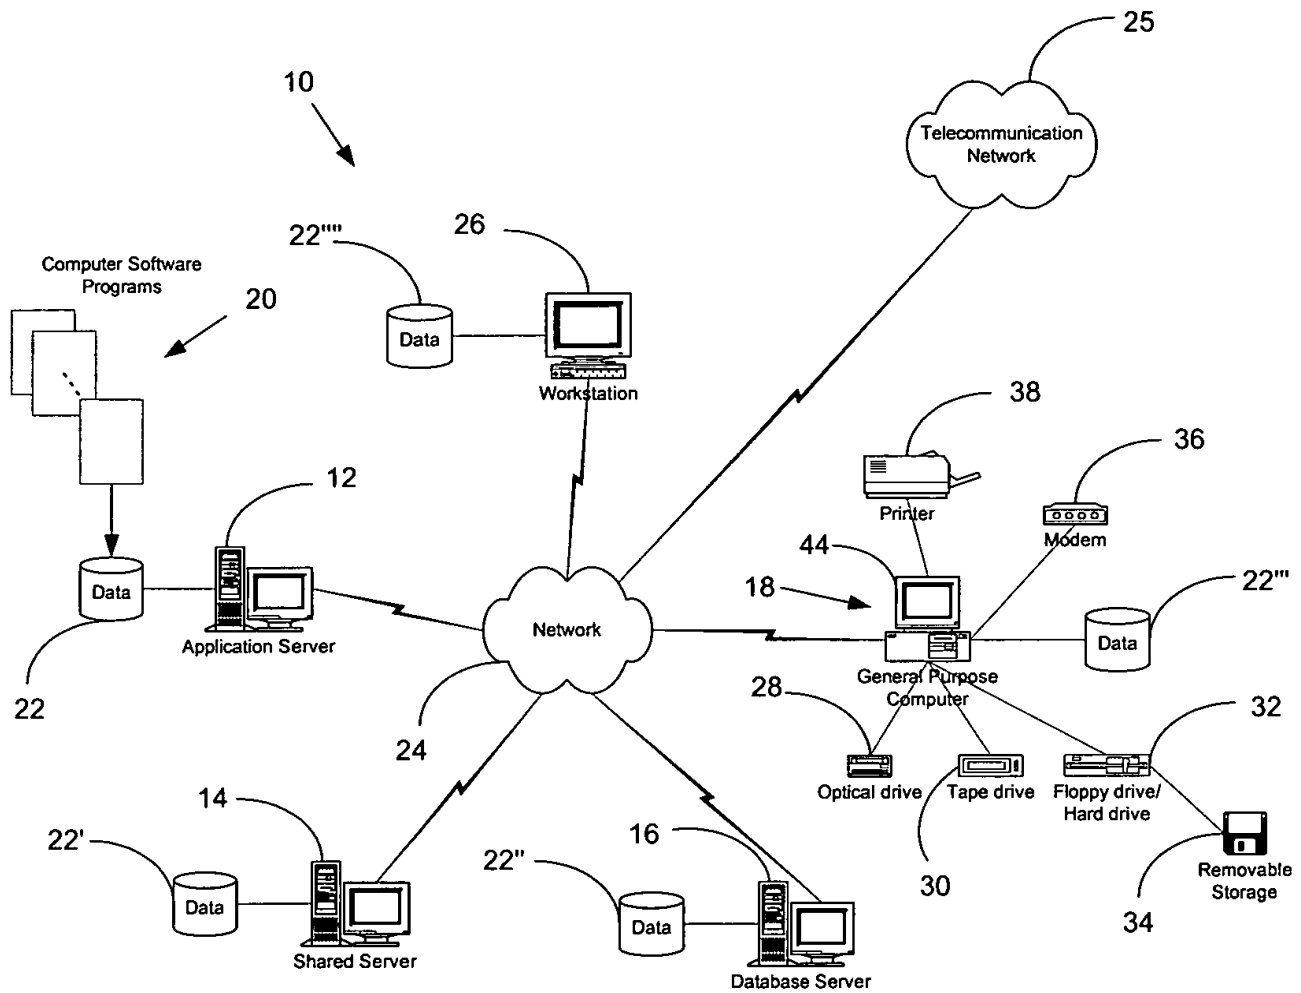 25
10
Telecommunication
Network
22""
26
Computer Software
Programs
20
Data
Workstation
38
36
12
Printer
Modem
44
18
22'''
Data
Application Server
Network
Data
General Purpose
Computer
22
24
28
32
Optical drive
Tape drive
Floppy drive/
Hard drive
14
16
22'
22"
30
34
Removable
Storage
Data
Data
Shared Server
Database Server